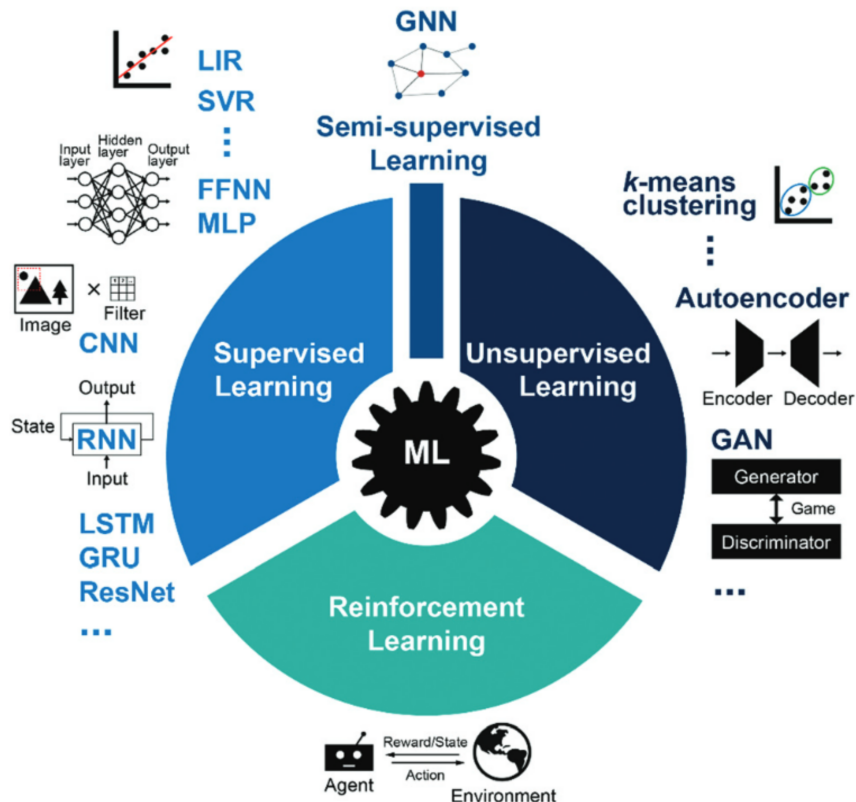 GNN
Semi-supervised
Learning
LIR
SVR
Input
layer
Hidden
layer
Output
layer
FFNN
MLP
Image
×
Filter
CNN
Output
State
RNN
Input
LSTM
GRU
ResNet
...
Supervised
Learning
Unsupervised
Learning
ML
Reinforcement
Learning
k-means
clustering
Autoencoder
Encoder
Decoder
GAN
Generator
Game
Discriminator
...
Reward/State
Action
Agent
Environment